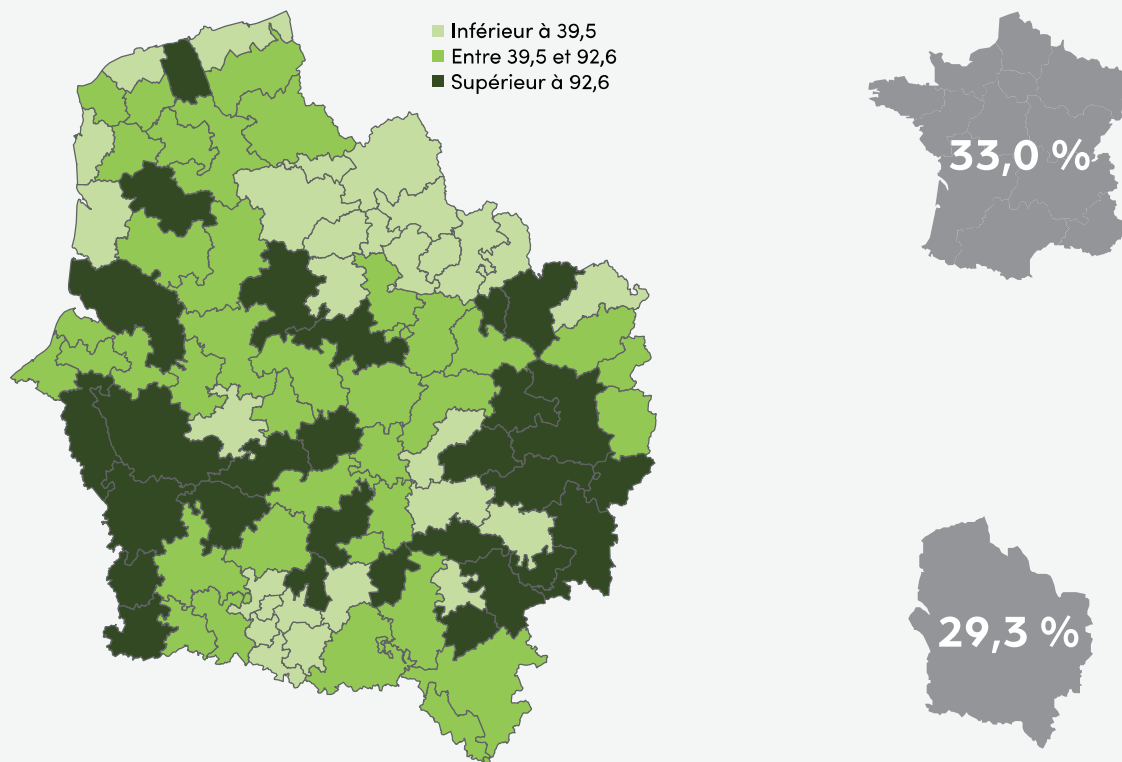 Inférieur à 39,5
Entre 39,5 et 92,6
Supérieur à 92,6
33,0 %
29,3 %